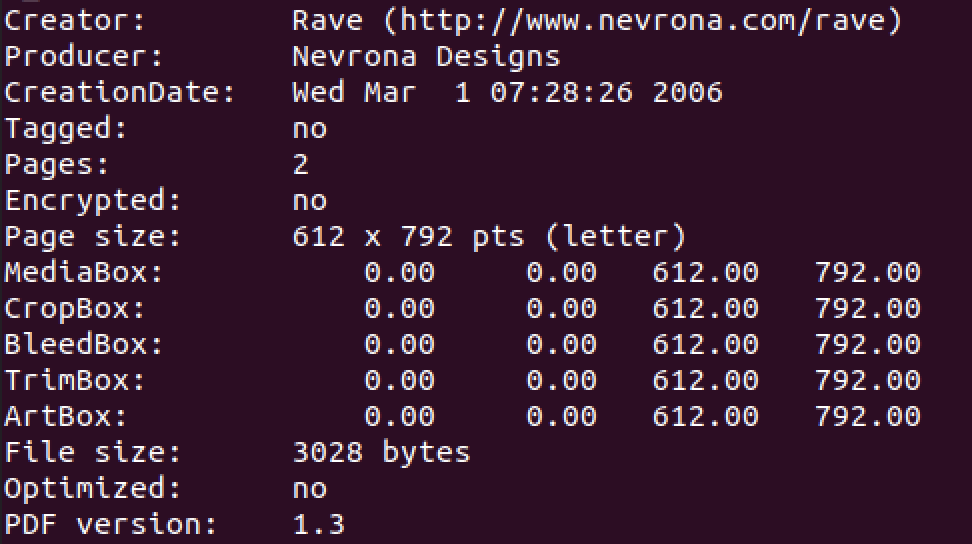 Creator:        Rave (http://www.nevrona.com/rave)
Producer:       Nevrona Designs
CreationDate:   Wed Mar  1 07:28:26 2006
Tagged:         no
Pages:          2
Encrypted:      no
Page size:      612 x 792 pts (letter)
MediaBox:           0.00     0.00   612.00   792.00
CropBox:            0.00     0.00   612.00   792.00
BleedBox:           0.00     0.00   612.00   792.00
TrimBox:            0.00     0.00   612.00   792.00
ArtBox:             0.00     0.00   612.00   792.00
File size:      3028 bytes
Optimized:      no
PDF version:    1.3